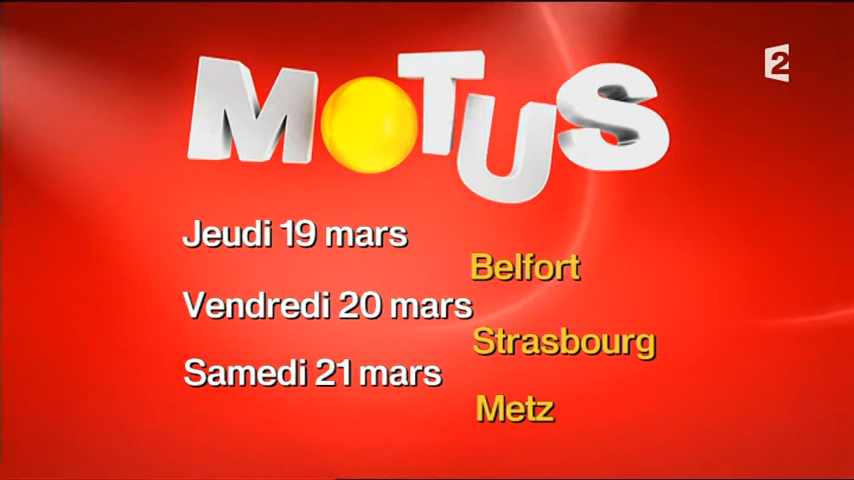 MOTUS
2
Jeudi 19 mars
Belfort
Vendredi 20 mars
Strasbourg
Samedi 21 mars
Metz